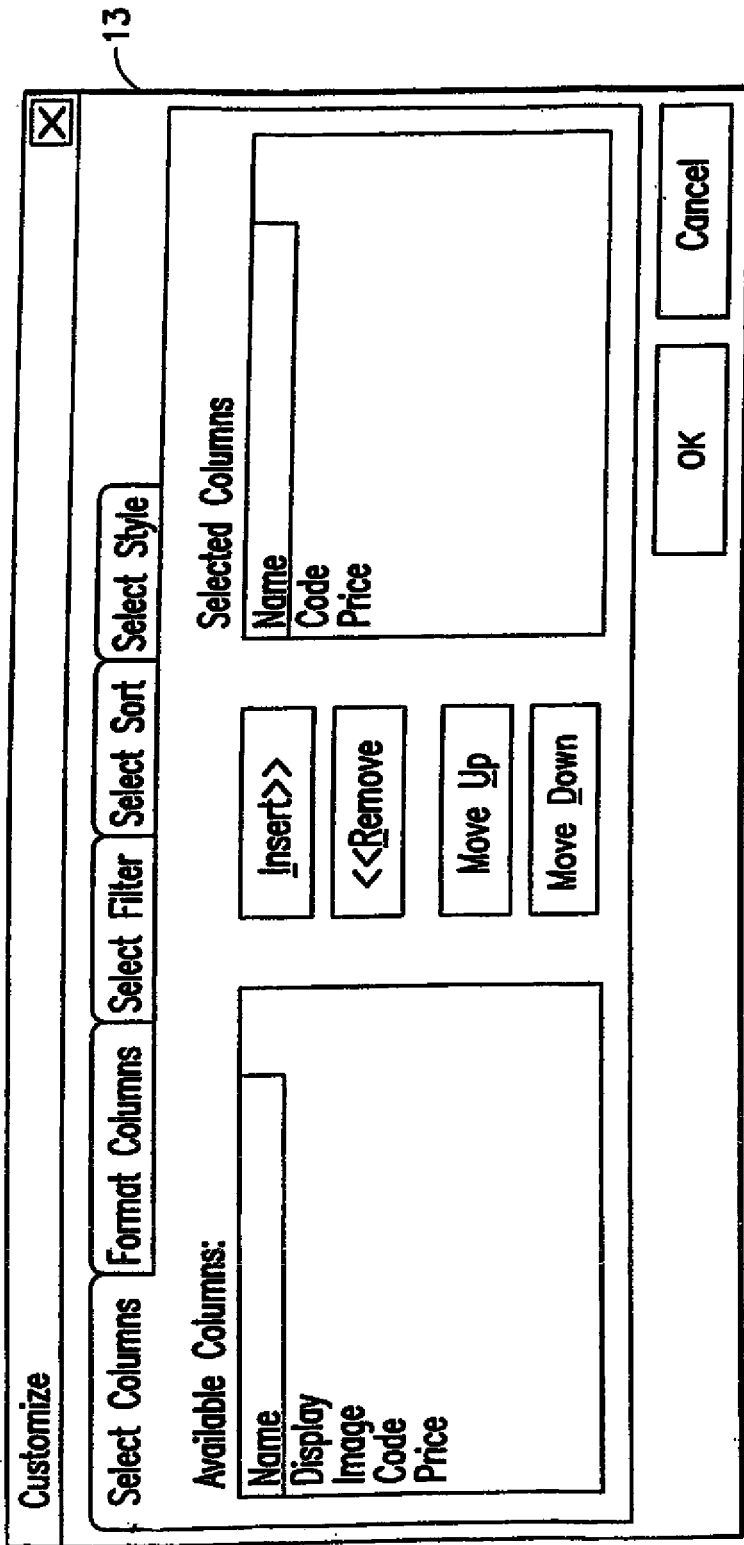 Customize
Select Columns
Format Columns
Select Filter
Select Sort
Select Style
Available Columns:
Name
Display
Image
Code
Price
Insert>>
<<Remove
Move Up
Move Down
Selected Columns
Name
Code
Price
OK
Cancel
13